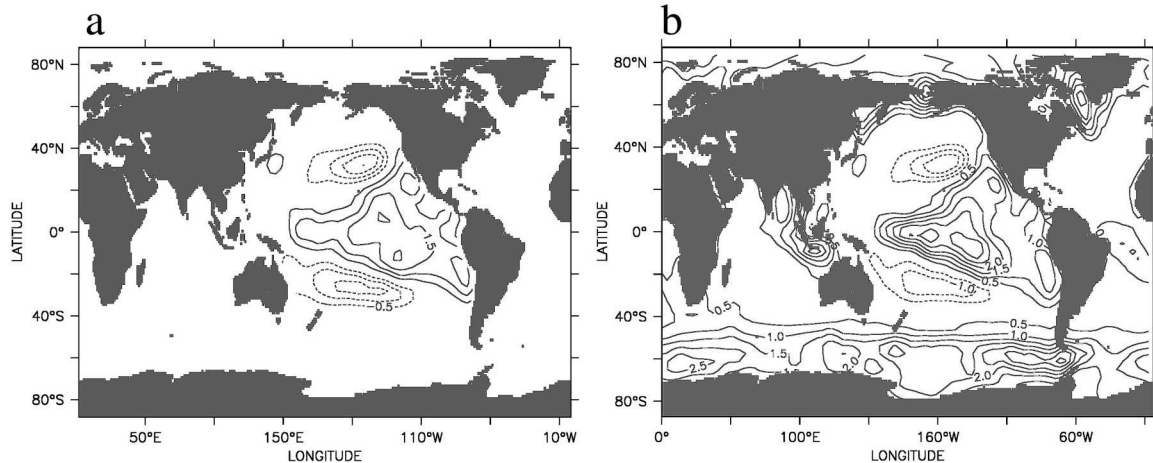 a
b
80°N
40°N
0°
40°S
80°S
LATITUDE
50°E
150°E
110°W
10°W
LONGITUDE
1.5
-0.5
80°N
40°N
0°
40°S
80°S
LATITUDE
0°
100°E
160°W
60°W
LONGITUDE
0.5
1.0
2.0
1.5
0.5
-1.0
0.5
0.5
1.0
1.0
1.5
2.0
2.0
2.5